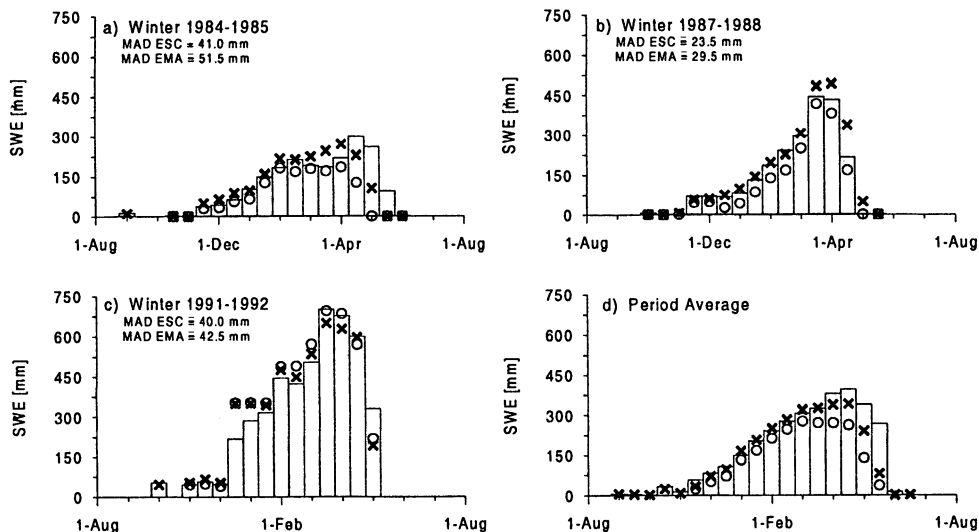 a) Winter 1984-1985
MAD ESC = 41.0 mm
MAD EMA = 51.5 mm
SWE [mm]
750
600
450
300
150
0
1-Aug
1-Dec
1-Apr
1-Aug
b) Winter 1987-1988
MAD ESC = 23.5 mm
MAD EMA = 29.5 mm
SWE [mm]
750
600
450
300
150
0
1-Aug
1-Dec
1-Apr
1-Aug
c) Winter 1991-1992
MAD ESC = 40.0 mm
MAD EMA = 42.5 mm
SWE [mm]
750
600
450
300
150
0
1-Aug
1-Feb
1-Aug
d) Period Average
SWE [mm]
750
600
450
300
150
0
1-Aug
1-Feb
1-Aug